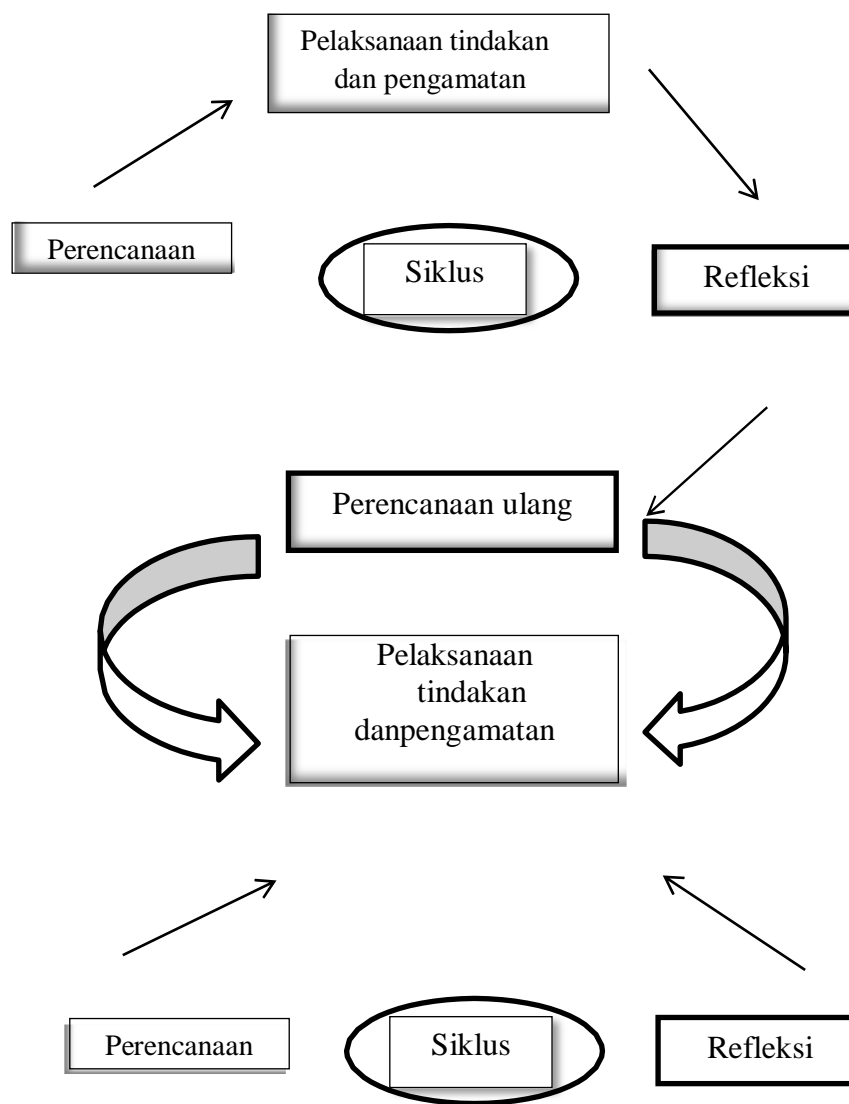 Pelaksanaan tindakan
dan pengamatan
Perencanaan
Siklus
Refleksi
Perencanaan ulang
Pelaksanaan
tindakan
danpengamatan
Perencanaan
Siklus
Refleksi